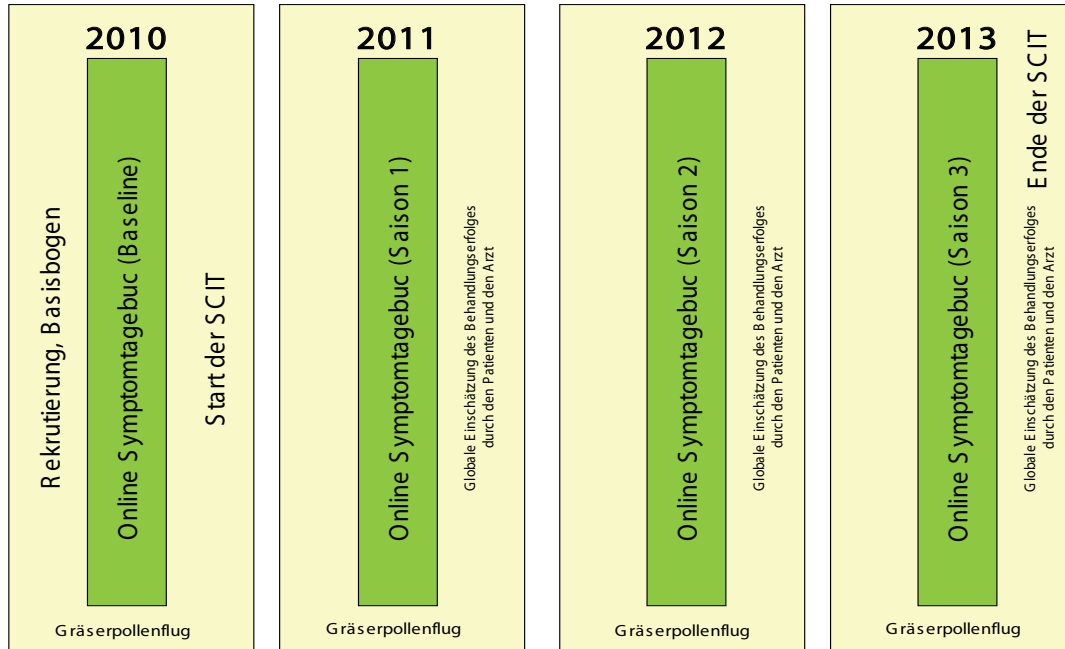 2010
Rekrutierung, Basisbogen
Online Symptomtagebuc (Baseline)
Start der SCIT
Gräserpollenflug
2011
Online Symptomtagebuc (Saison 1)
Globale Einschätzung des Behandlungserfolges
durch den Patienten und den Arzt
Gräserpollenflug
2012
Online Symptomtagebuc (Saison 2)
Globale Einschätzung des Behandlungserfolges
durch den Patienten und den Arzt
Gräserpollenflug
2013
Online Symptomtagebuc (Saison 3)
Globale Einschätzung des Behandlungserfolges
durch den Patienten und den Arzt
Ende der SCIT
Gräserpollenflug